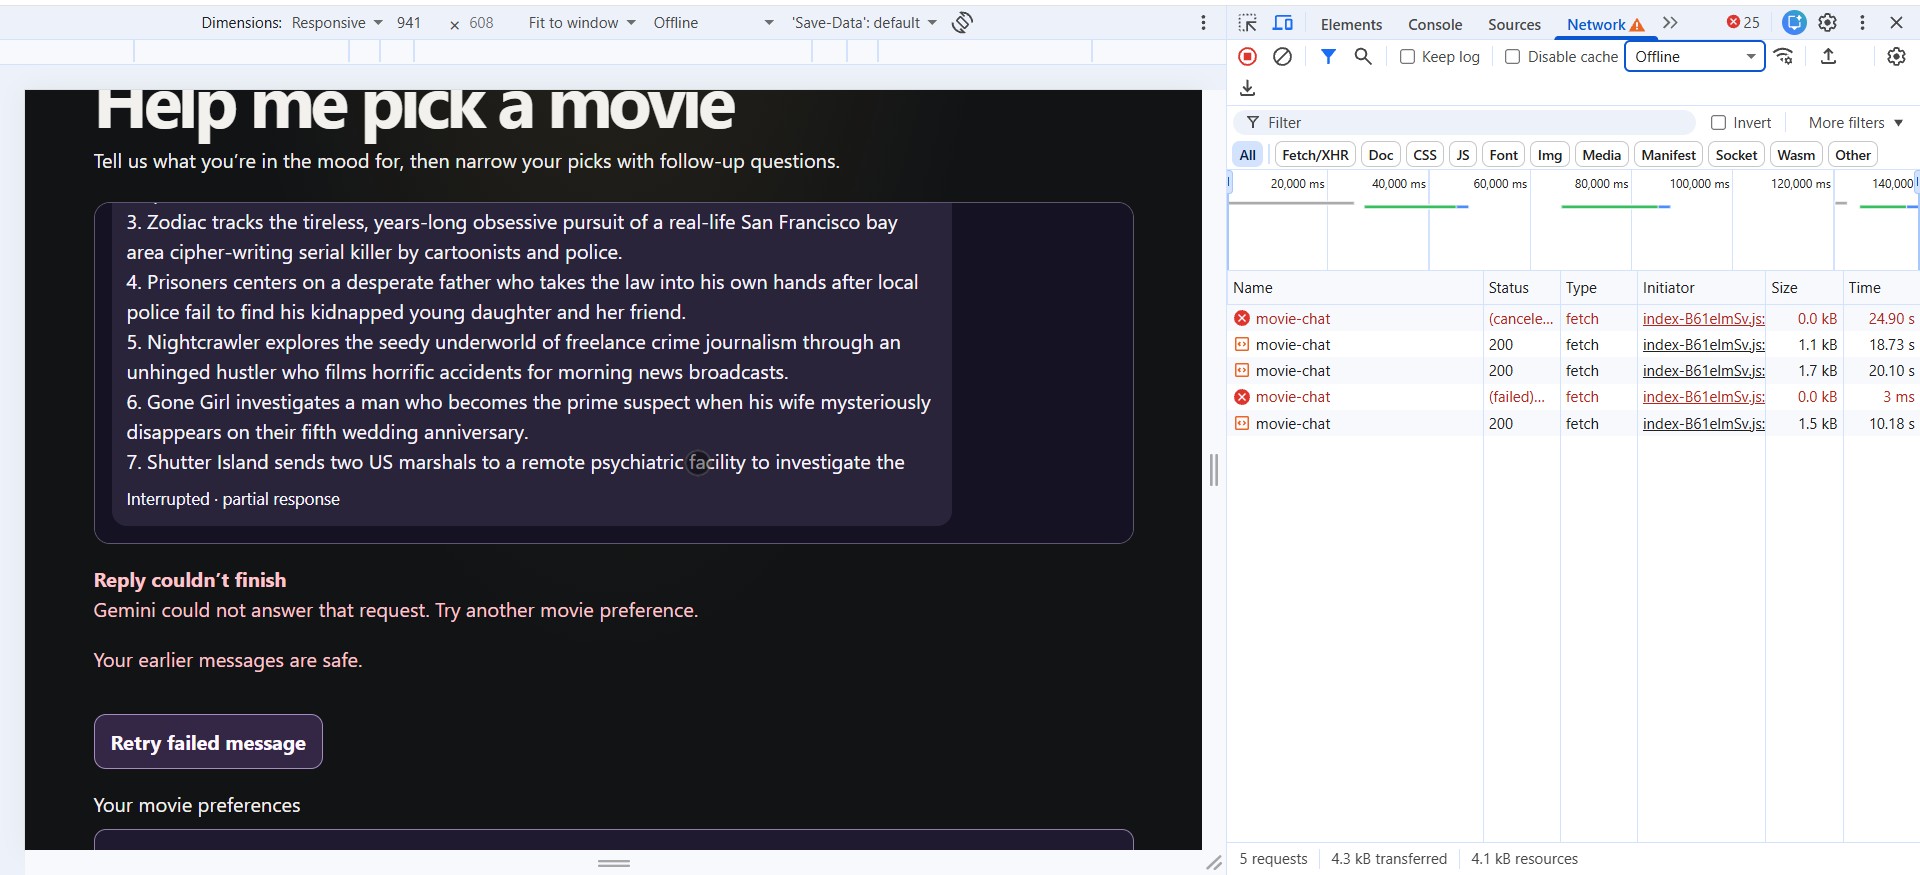 Dimensions: Responsive 941 × 608 Fit to window Offline 'Save-Data': default
Help me pick a movie
Tell us what you’re in the mood for, then narrow your picks with follow-up questions.
3. Zodiac tracks the tireless, years-long obsessive pursuit of a real-life San Francisco bay
area cipher-writing serial killer by cartoonists and police.
4. Prisoners centers on a desperate father who takes the law into his own hands after local
police fail to find his kidnapped young daughter and her friend.
5. Nightcrawler explores the seedy underworld of freelance crime journalism through an
unhinged hustler who films horrific accidents for morning news broadcasts.
6. Gone Girl investigates a man who becomes the prime suspect when his wife mysteriously
disappears on their fifth wedding anniversary.
7. Shutter Island sends two US marshals to a remote psychiatric facility to investigate the
Interrupted · partial response
Reply couldn’t finish
Gemini could not answer that request. Try another movie preference.
Your earlier messages are safe.
Retry failed message
Your movie preferences
Elements Console Sources Network 25
Keep log Disable cache Offline
Filter Invert More filters
All Fetch/XHR Doc CSS JS Font Img Media Manifest Socket Wasm Other
20,000 ms 40,000 ms 60,000 ms 80,000 ms 100,000 ms 120,000 ms 140,000
Name Status Type Initiator Size Time
movie-chat (cancele... fetch index-B61elmSv.js: 0.0 kB 24.90 s
movie-chat 200 fetch index-B61elmSv.js: 1.1 kB 18.73 s
movie-chat 200 fetch index-B61elmSv.js: 1.7 kB 20.10 s
movie-chat (failed)... fetch index-B61elmSv.js: 0.0 kB 3 ms
movie-chat 200 fetch index-B61elmSv.js: 1.5 kB 10.18 s
5 requests 4.3 kB transferred 4.1 kB resources